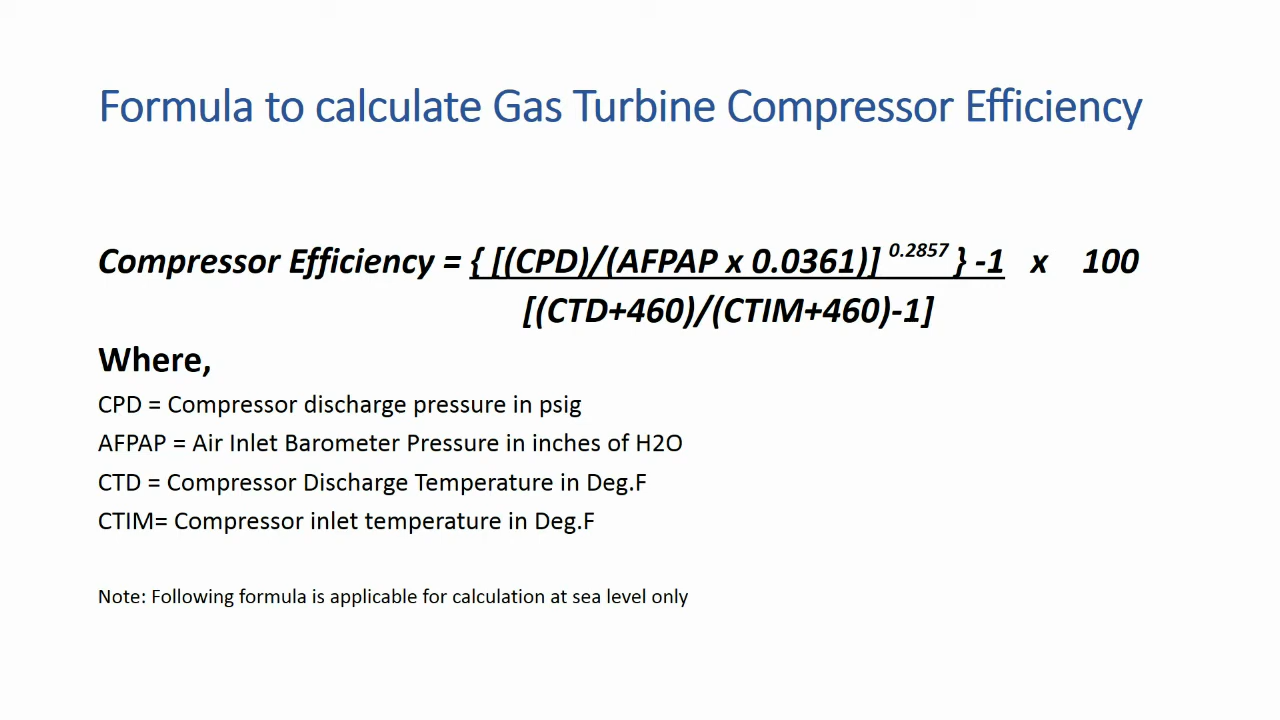 Formula to calculate Gas Turbine Compressor Efficiency
Compressor Efficiency = { [(CPD)/(AFPAP x 0.0361)] 0.2857 } -1 x 100
[(CTD+460)/(CTIM+460)-1]
Where,
CPD = Compressor discharge pressure in psig
AFPAP = Air Inlet Barometer Pressure in inches of H2O
CTD = Compressor Discharge Temperature in Deg.F
CTIM= Compressor inlet temperature in Deg.F
Note: Following formula is applicable for calculation at sea level only